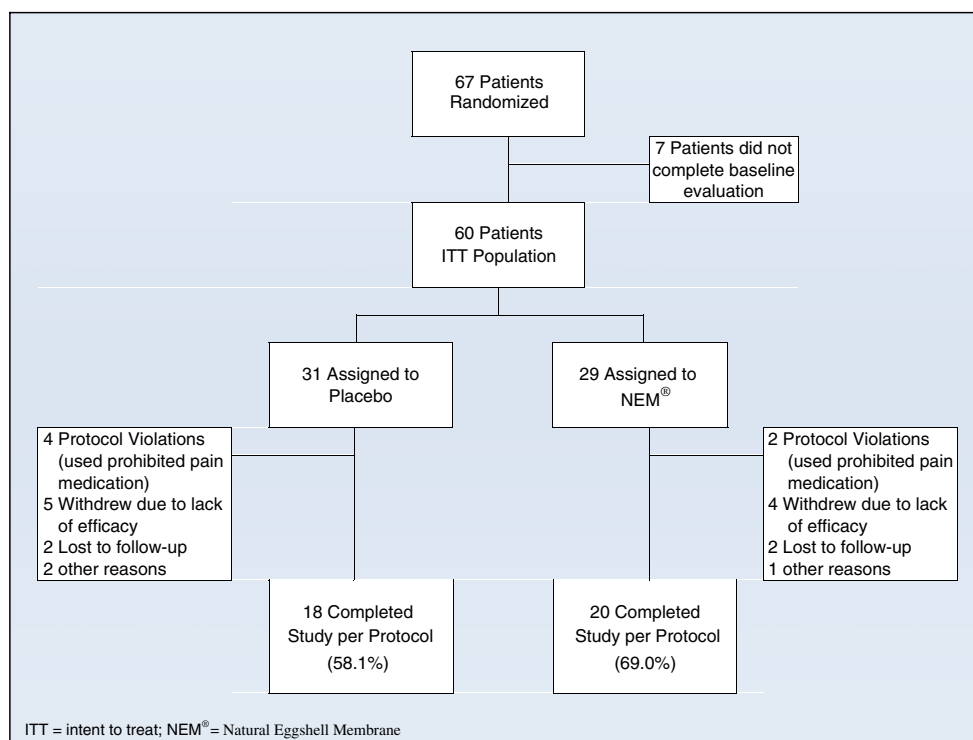 67 Patients
Randomized
7 Patients did not
complete baseline
evaluation
60 Patients
ITT Population
31 Assigned to
Placebo
29 Assigned to
NEM®
4 Protocol Violations
(used prohibited pain
medication)
5 Withdrew due to lack
of efficacy
2 Lost to follow-up
2 other reasons
2 Protocol Violations
(used prohibited pain
medication)
4 Withdrew due to lack
of efficacy
2 Lost to follow-up
1 other reasons
18 Completed
Study per Protocol
(58.1%)
20 Completed
Study per Protocol
(69.0%)
ITT = intent to treat; NEM®= Natural Eggshell Membrane